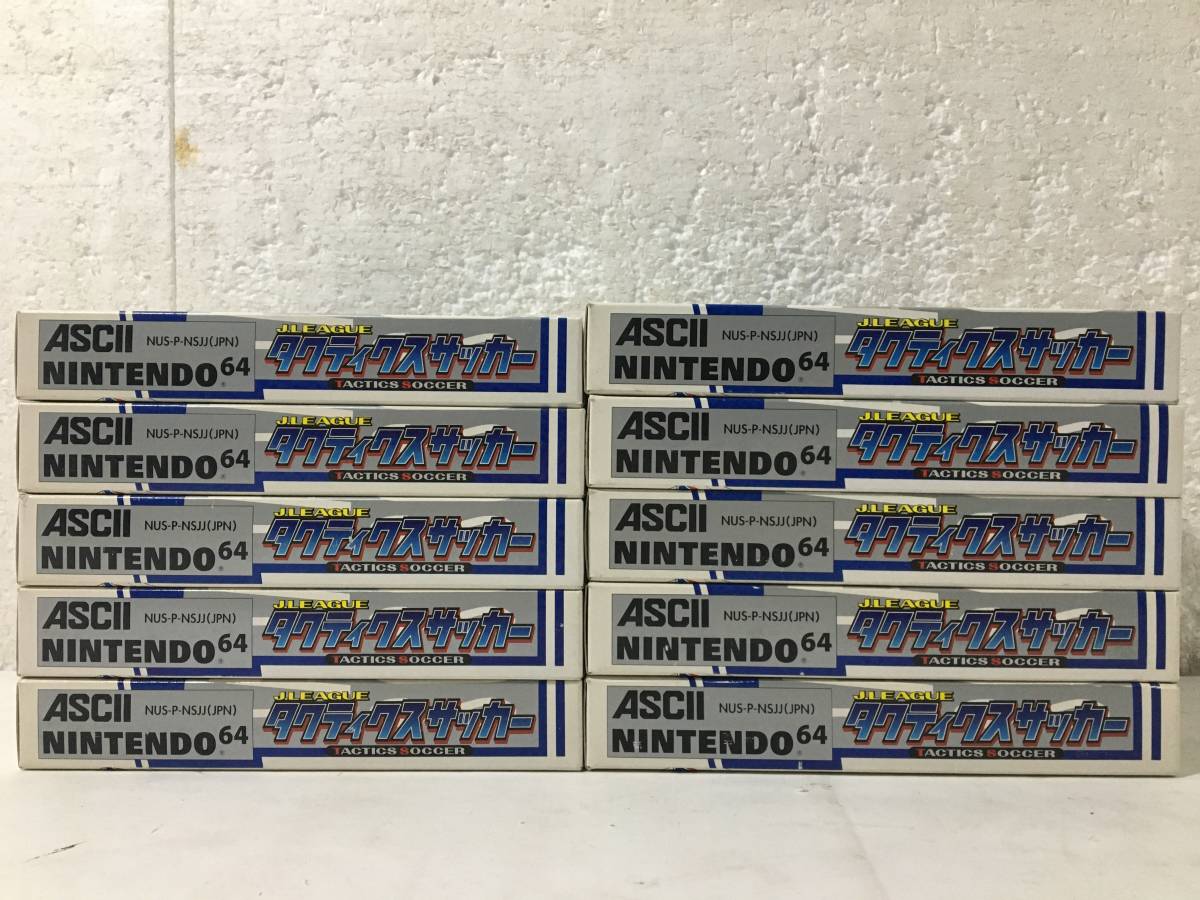 ASCII NUS-P-NSJJ(JPN)
NINTENDO64®
J.LEAGUE
タクティクスサッカー
TACTICS SOCCER
ASCII NUS-P-NSJJ(JPN)
NINTENDO64®
J.LEAGUE
タクティクスサッカー
TACTICS SOCCER
ASCII NUS-P-NSJJ(JPN)
NINTENDO64®
J.LEAGUE
タクティクスサッカー
TACTICS SOCCER
ASCII NUS-P-NSJJ(JPN)
NINTENDO64®
J.LEAGUE
タクティクスサッカー
TACTICS SOCCER
ASCII NUS-P-NSJJ(JPN)
NINTENDO64®
J.LEAGUE
タクティクスサッカー
TACTICS SOCCER
ASCII NUS-P-NSJJ(JPN)
NINTENDO64®
J.LEAGUE
タクティクスサッカー
TACTICS SOCCER
ASCII NUS-P-NSJJ(JPN)
NINTENDO64®
J.LEAGUE
タクティクスサッカー
TACTICS SOCCER
ASCII NUS-P-NSJJ(JPN)
NINTENDO64®
J.LEAGUE
タクティクスサッカー
TACTICS SOCCER
ASCII NUS-P-NSJJ(JPN)
NINTENDO64®
J.LEAGUE
タクティクスサッカー
TACTICS SOCCER
ASCII NUS-P-NSJJ(JPN)
NINTENDO64®
J.LEAGUE
タクティクスサッカー
TACTICS SOCCER